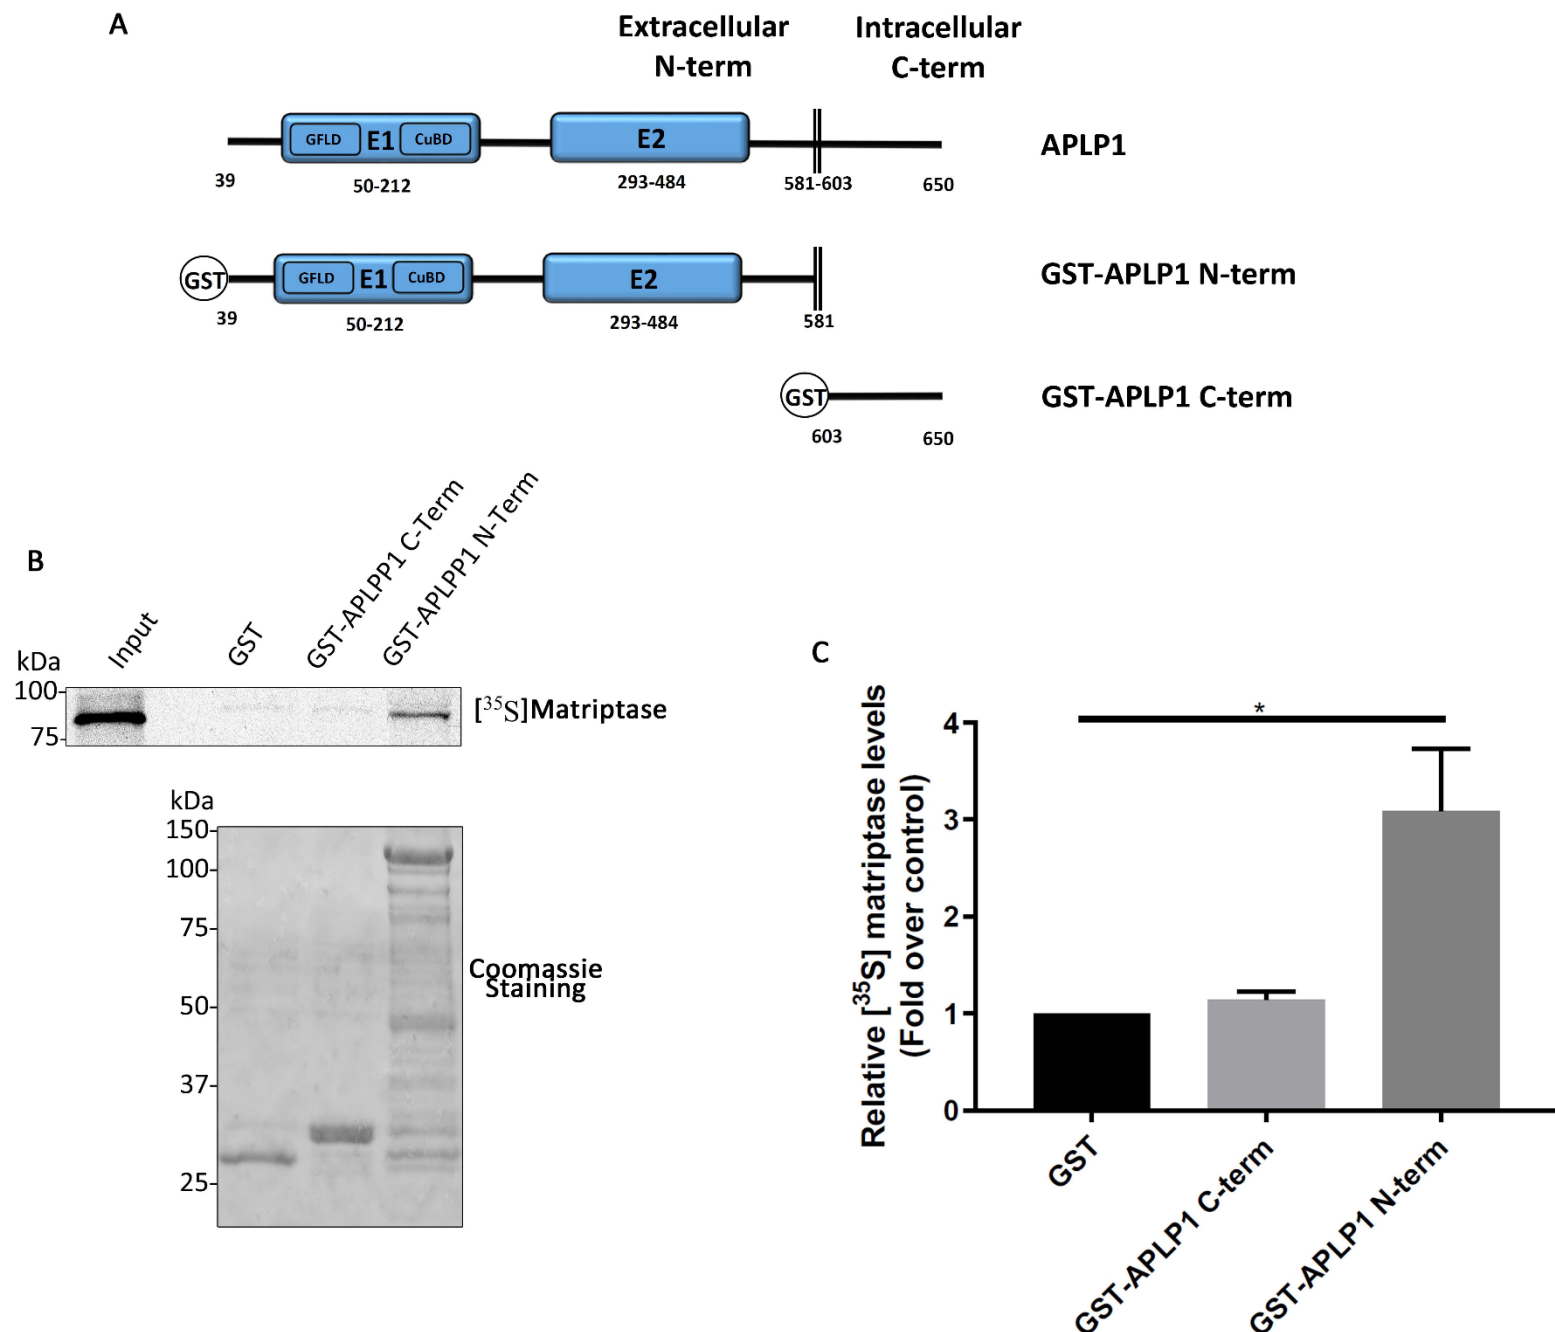 A
Extracellular
N-term
Intracellular
C-term
GFLD
E1
CuBD
E2
APLP1
39
50-212
293-484
581-603
650
GST
GFLD
E1
CuBD
E2
GST-APLP1 N-term
39
50-212
293-484
581
GST
GST-APLP1 C-term
603
650
B
Input
GST
GST-APLPP1 C-Term
GST-APLPP1 N-Term
kDa
100
75
[³⁵S]Matriptase
kDa
150
100
75
50
37
25
Coomassie
Staining
C
Relative [³⁵S] matriptase levels
(Fold over control)
4
3
2
1
0
*
GST
GST-APLP1 C-term
GST-APLP1 N-term